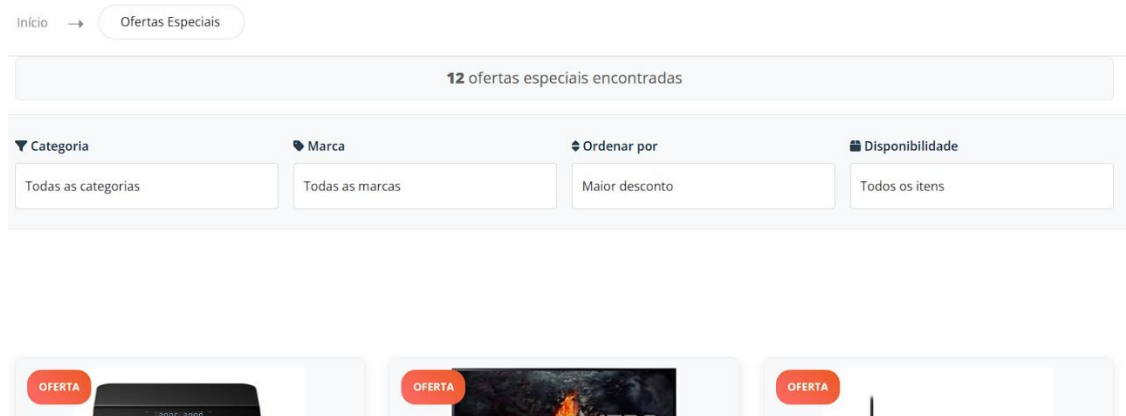 Início → Ofertas Especiais
12 ofertas especiais encontradas
Categoria Marca Ordenar por Disponibilidade
Todas as categorias Todas as marcas Maior desconto Todos os itens
OFERTA OFERTA OFERTA